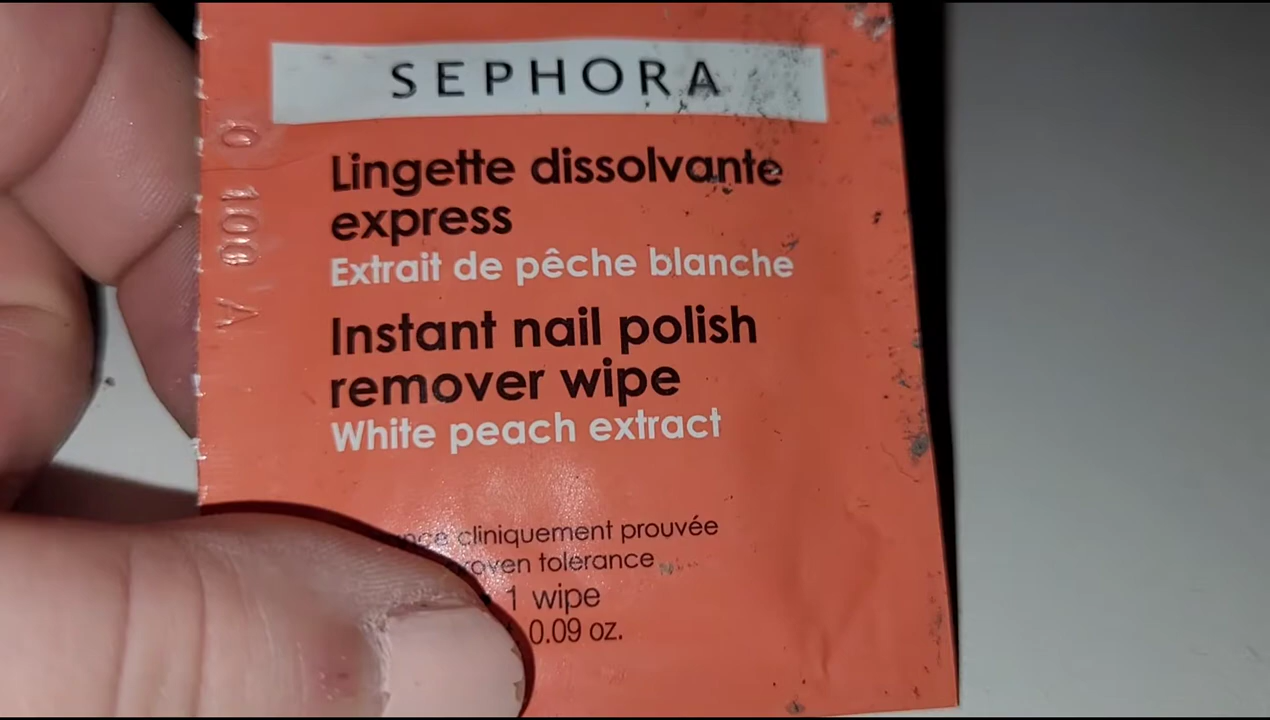 SEPHORA
Lingette dissolvante
express
Extrait de pêche blanche
Instant nail polish
remover wipe
White peach extract
cliniquement prouvée
tolerance
1 wipe
0.09 oz.